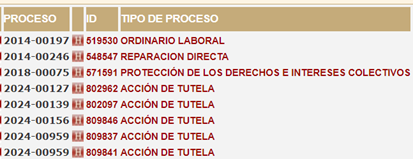 PROCESO ID TIPO DE PROCESO
2014-00197 H 519530 ORDINARIO LABORAL
2014-00246 H 548547 REPARACION DIRECTA
2018-00075 H 571591 PROTECCIÓN DE LOS DERECHOS E INTERESES COLECTIVOS
2024-00127 H 802962 ACCIÓN DE TUTELA
2024-00139 H 802097 ACCIÓN DE TUTELA
2024-00156 H 809846 ACCIÓN DE TUTELA
2024-00959 H 809837 ACCIÓN DE TUTELA
2024-00959 H 809841 ACCIÓN DE TUTELA